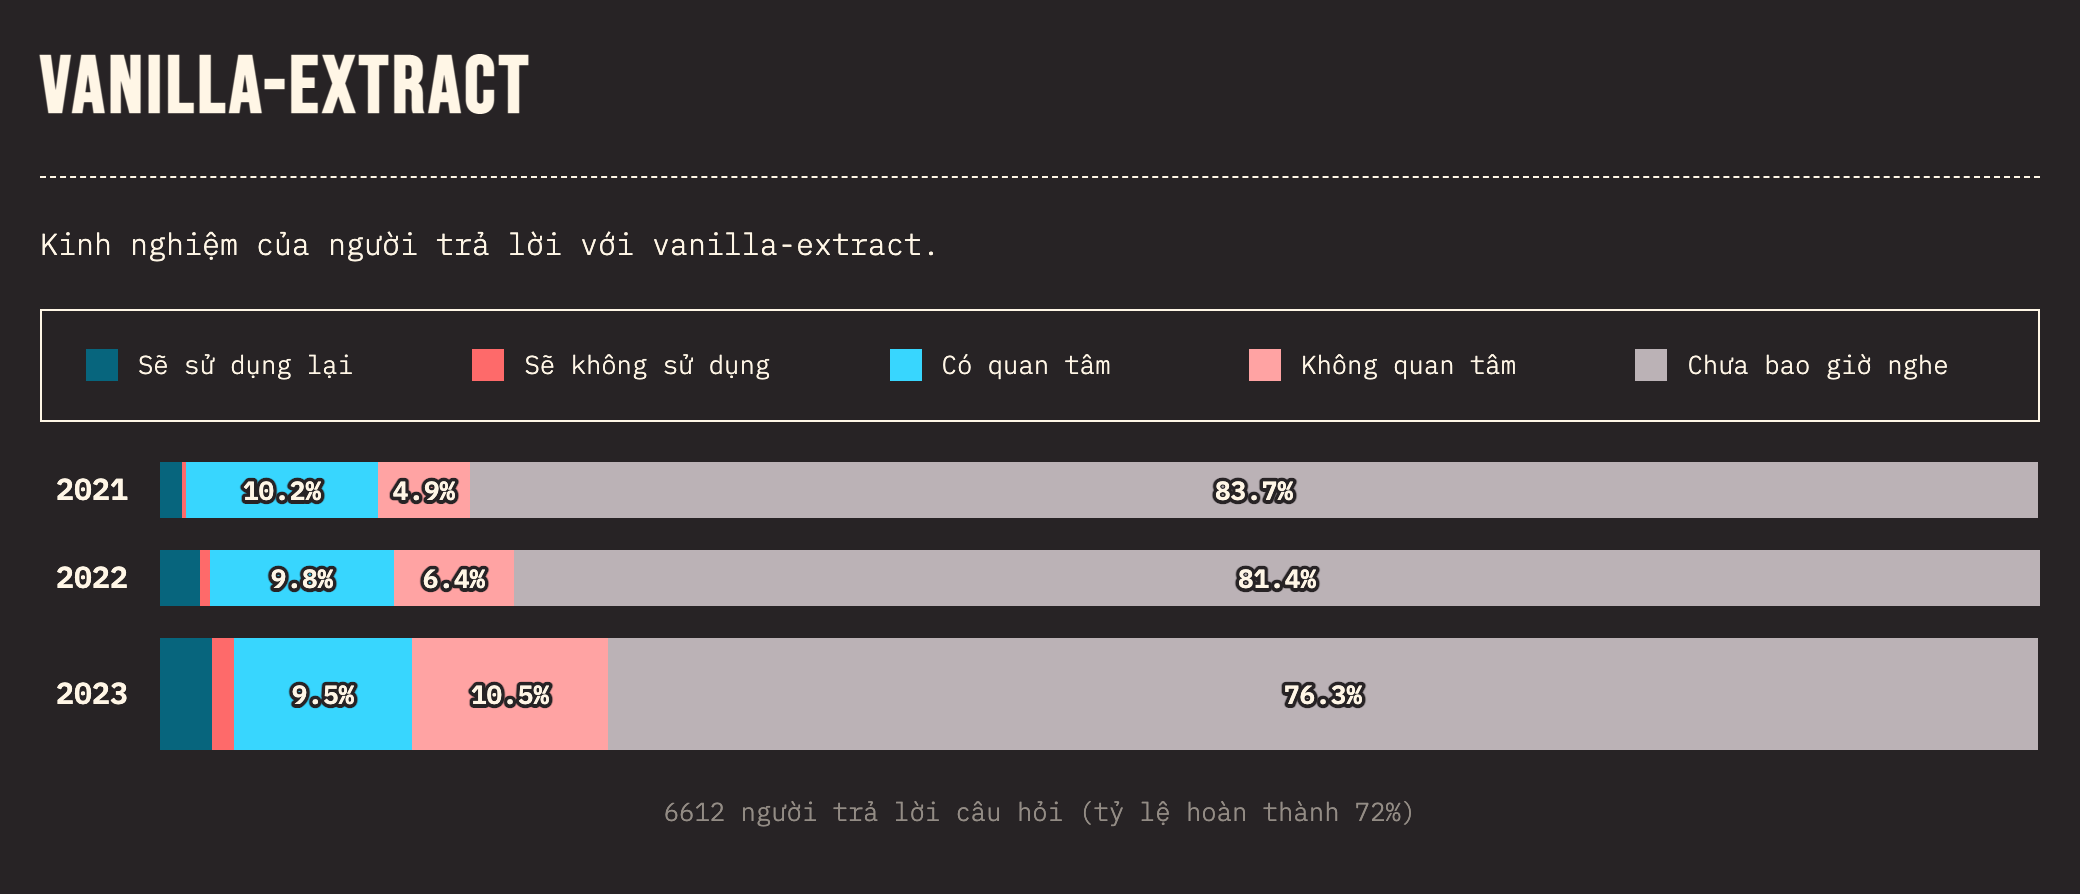 VANILLA-EXTRACT
Kinh nghiệm của người trả lời với vanilla-extract.
Sẽ sử dụng lại Sẽ không sử dụng Có quan tâm Không quan tâm Chưa bao giờ nghe
2021 10.2% 4.9% 83.7%
2022 9.8% 6.4% 81.4%
2023 9.5% 10.5% 76.3%
6612 người trả lời câu hỏi (tỷ lệ hoàn thành 72%)